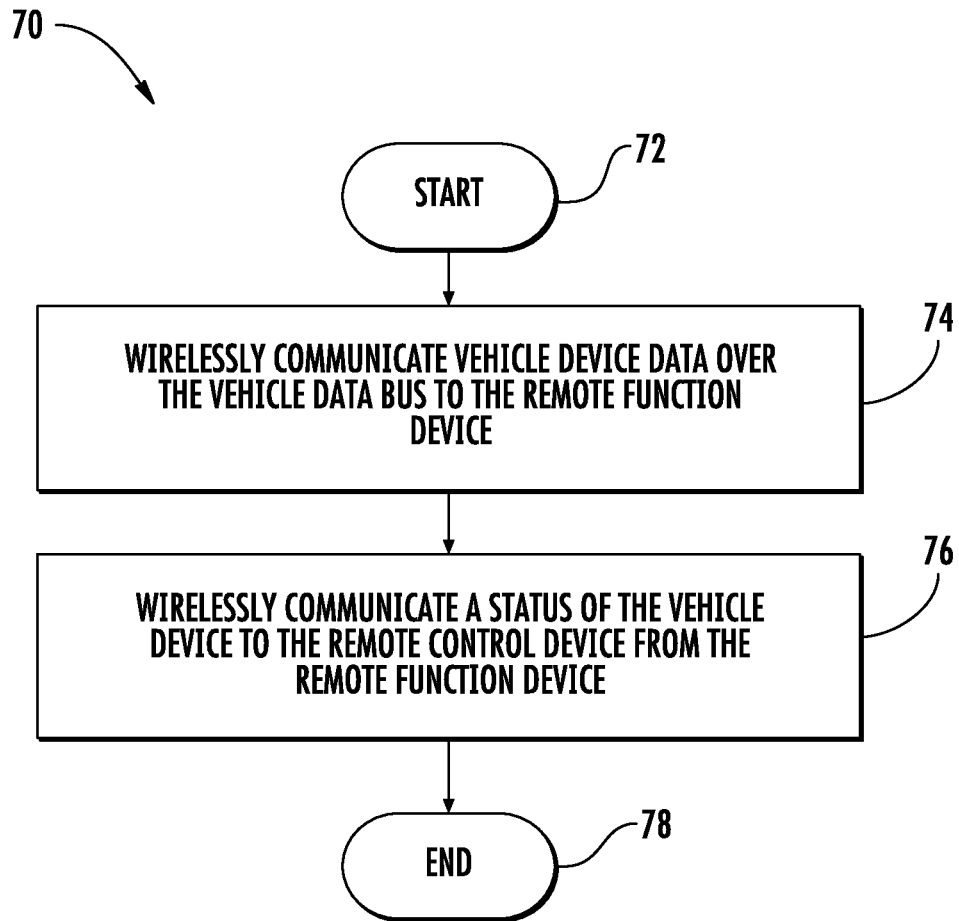 70
72
START
74
WIRELESSLY COMMUNICATE VEHICLE DEVICE DATA OVER
THE VEHICLE DATA BUS TO THE REMOTE FUNCTION
DEVICE
76
WIRELESSLY COMMUNICATE A STATUS OF THE VEHICLE
DEVICE TO THE REMOTE CONTROL DEVICE FROM THE
REMOTE FUNCTION DEVICE
78
END